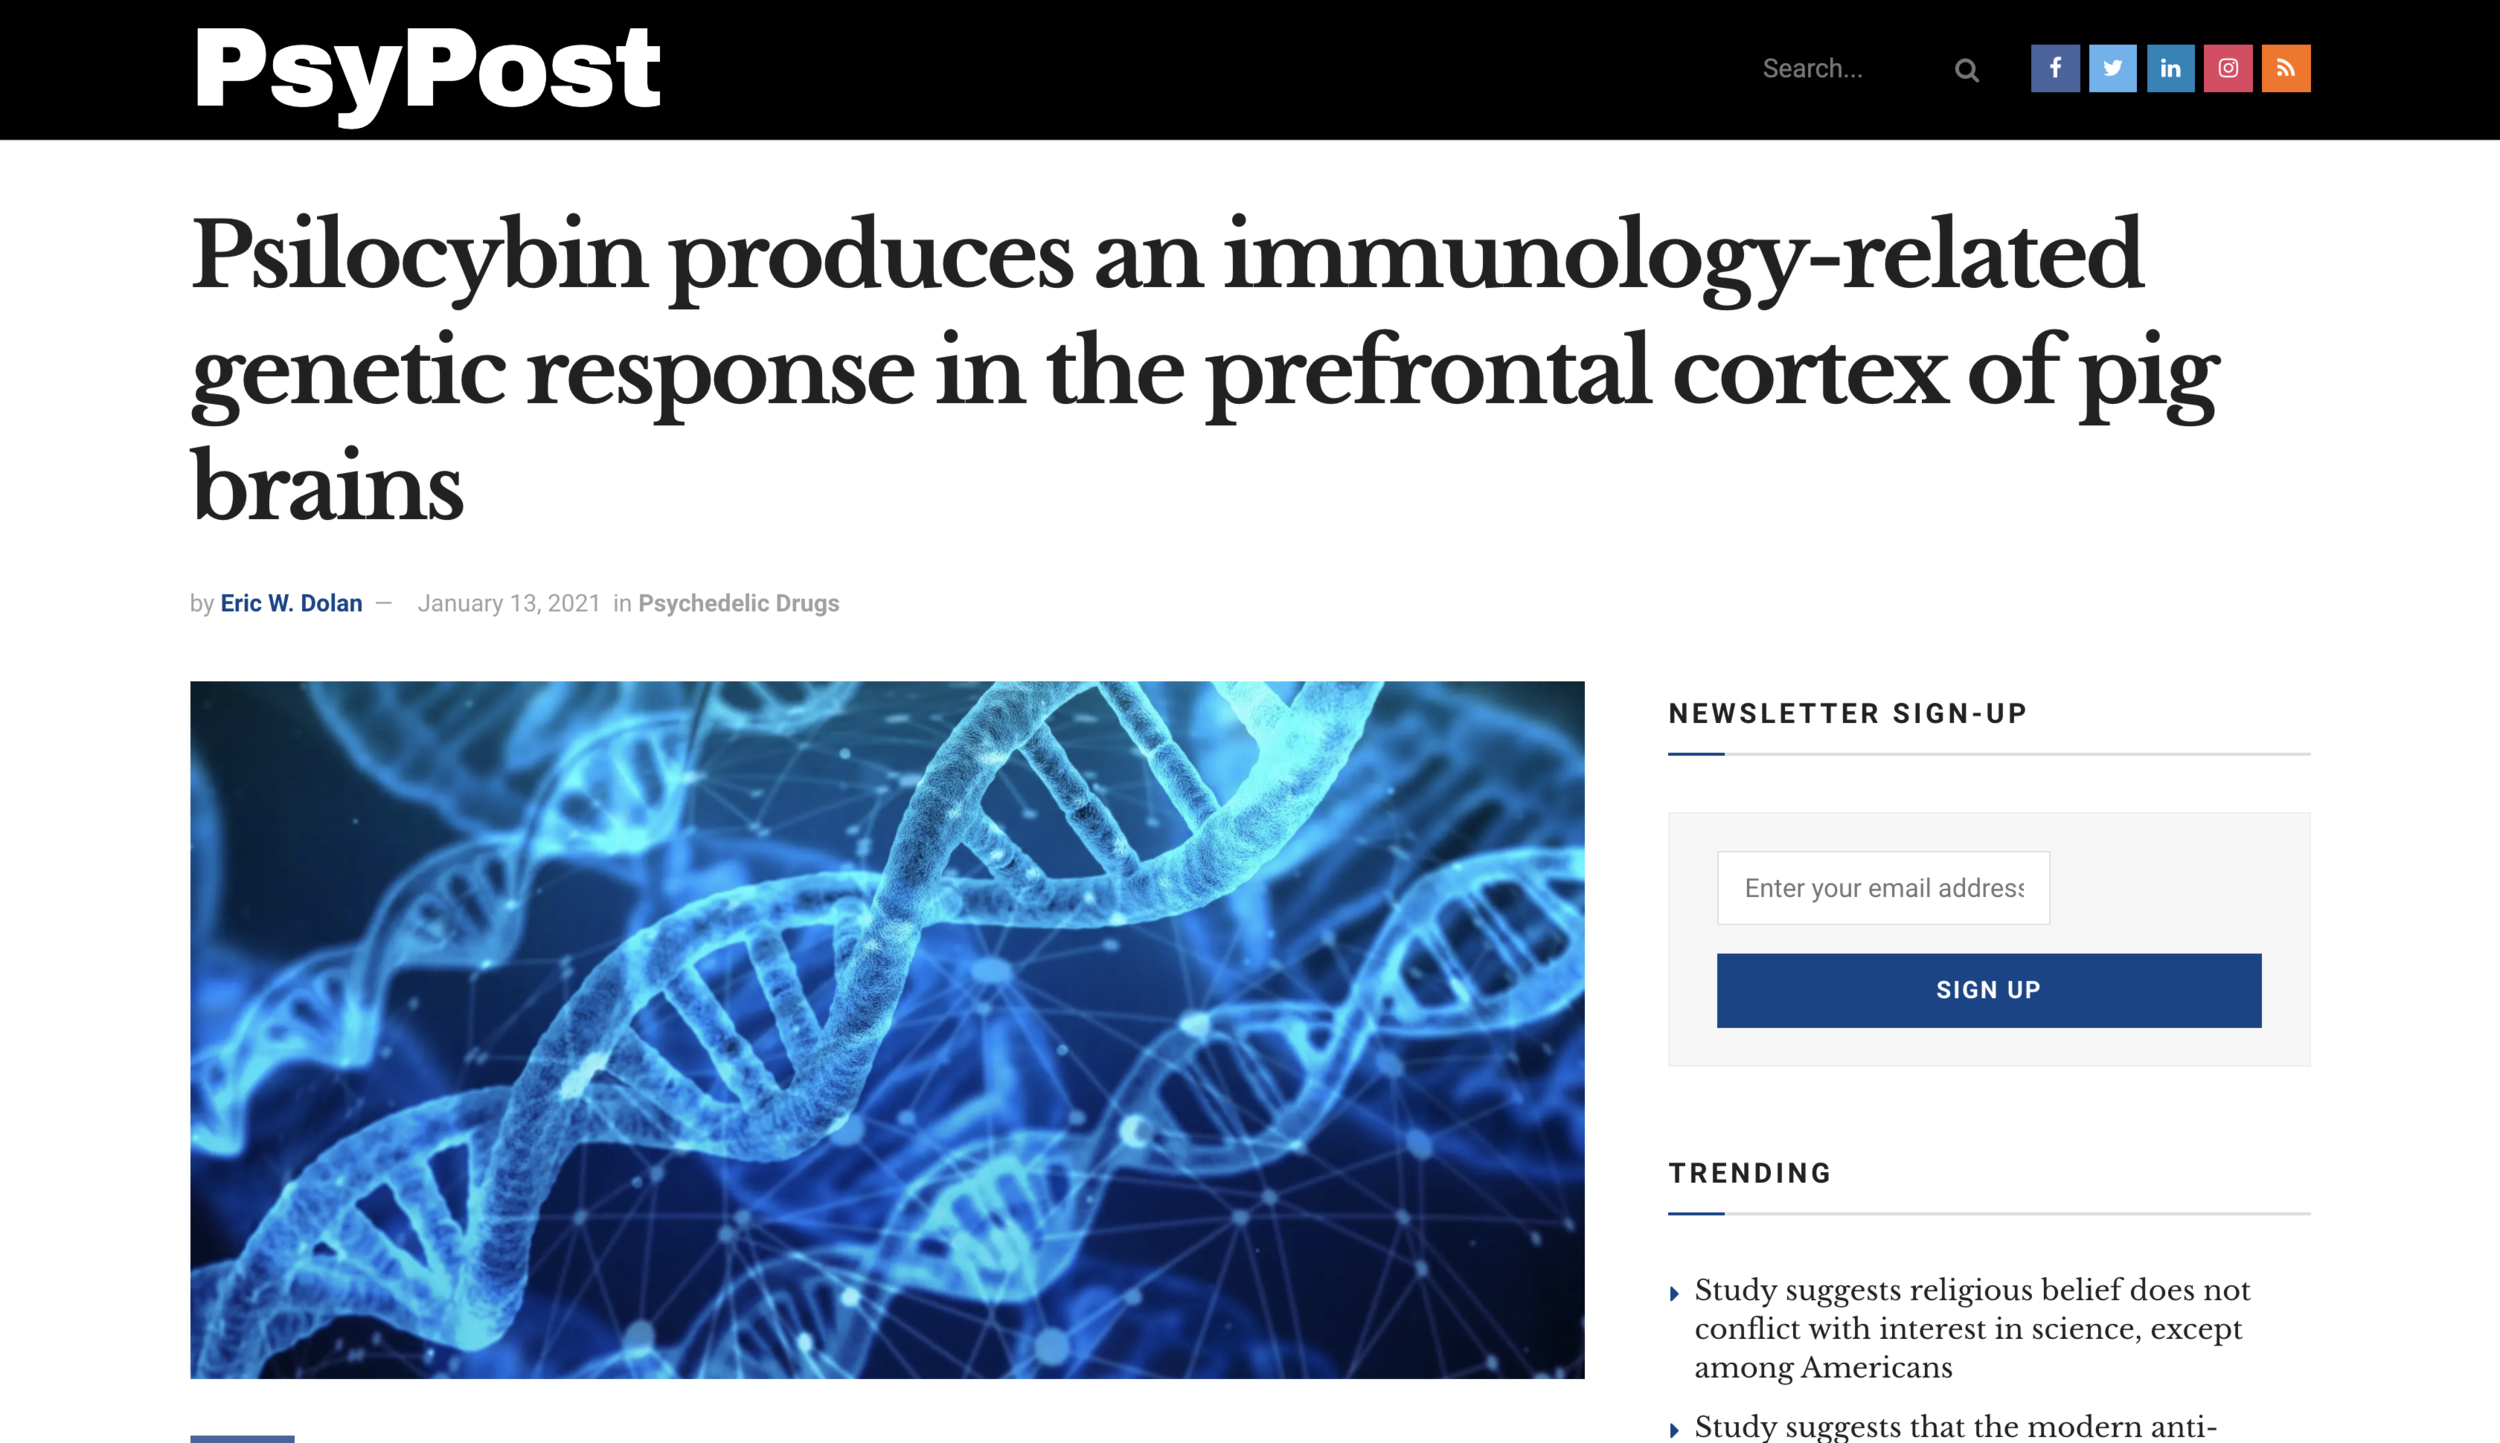 PsyPost
Search...
Psilocybin produces an immunology-related
genetic response in the prefrontal cortex of pig
brains
by Eric W. Dolan — January 13, 2021 in Psychedelic Drugs
NEWSLETTER SIGN-UP
Enter your email address
SIGN UP
TRENDING
Study suggests religious belief does not
conflict with interest in science, except
among Americans
Study suggests that the modern anti-